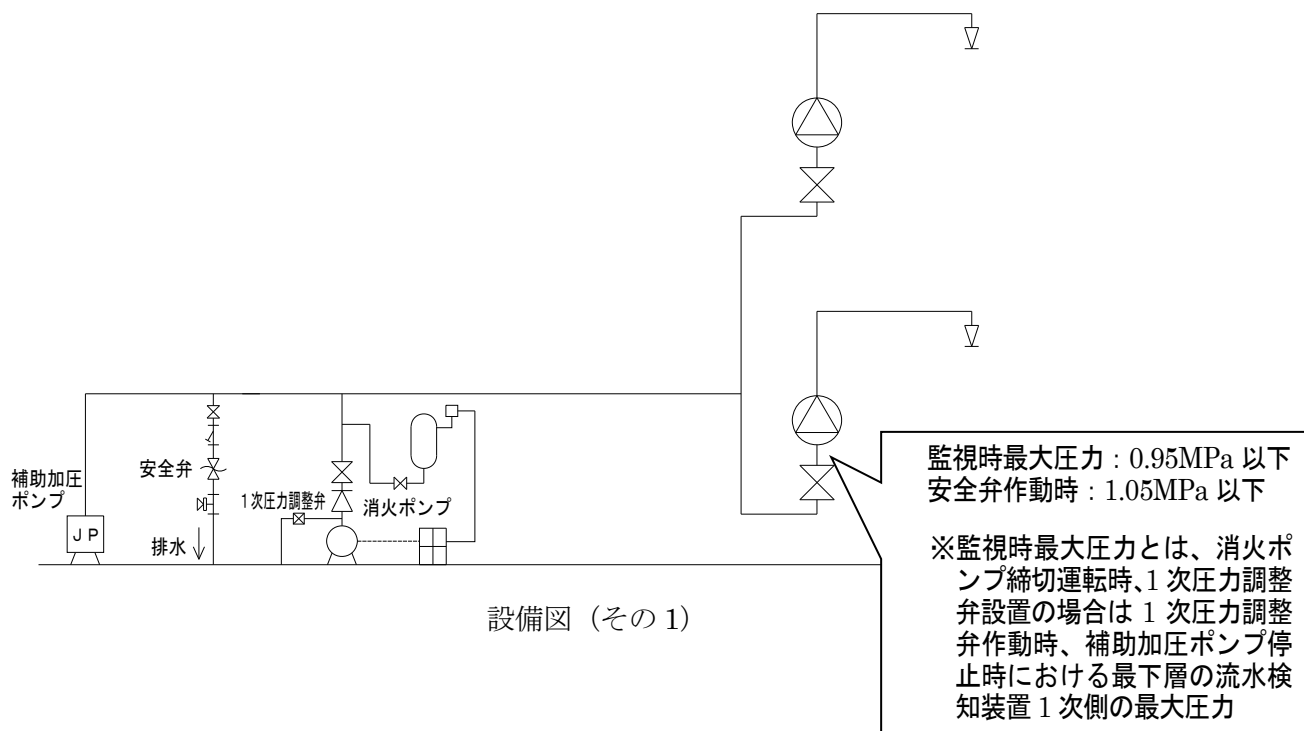 監視時最大圧力：0.95MPa 以下
安全弁作動時：1.05MPa 以下
※監視時最大圧力とは、消火ポ
ンプ締切運転時、1 次圧力調整
弁設置の場合は 1 次圧力調整
弁作動時、補助加圧ポンプ停
止時における最下層の流水検
知装置 1 次側の最大圧力
補助加圧
ポンプ
ＪＰ
安全弁
排水
１次圧力調整弁
消火ポンプ
設備図（その 1）